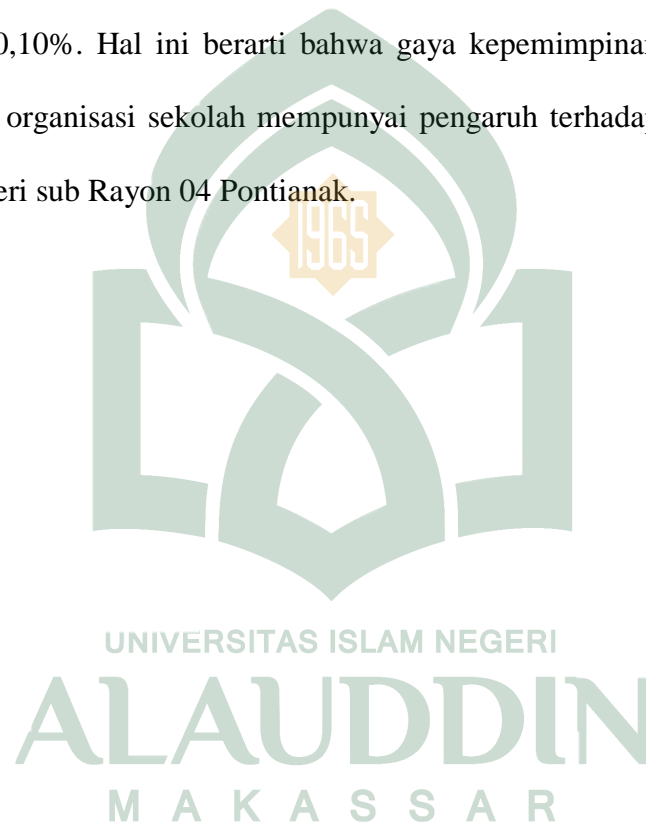 0,10%. Hal ini berarti bahwa gaya kepemimpinan
organisasi sekolah mempunyai pengaruh terhadap
eri sub Rayon 04 Pontianak.
1965
UNIVERSITAS ISLAM NEGERI
ALAUDDIN
MAKASSAR